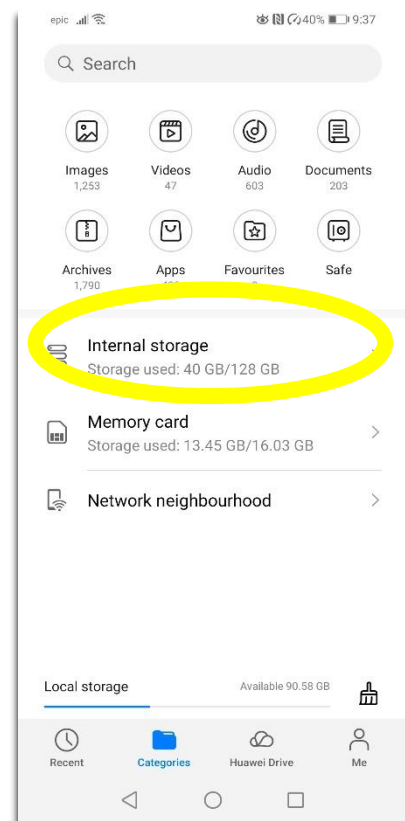 epic 40% 9:37
Search
Images Videos Audio Documents
1,253 47 603 203
Archives Apps Favourites Safe
1,790
Internal storage
Storage used: 40 GB/128 GB
Memory card
Storage used: 13.45 GB/16.03 GB
Network neighbourhood
Local storage Available 90.58 GB
Recent Categories Huawei Drive Me